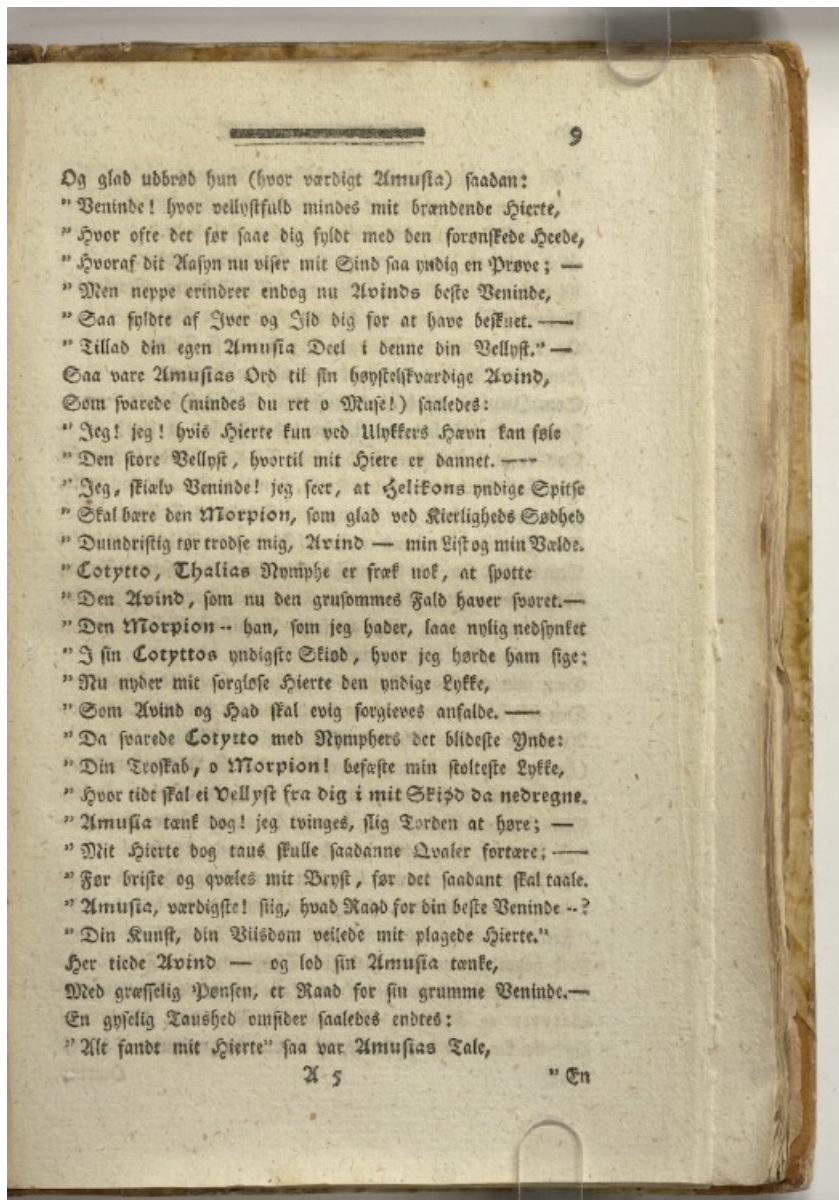 9
Og glad udbrød hun (hvor værdigt Amusia) saadan:
” Veninde! hvor vellystfuld mindes mit brændende Hierte,
” Hvor ofte det før saae dig fyldt med den forønskede Heede,
” Hvoraf dit Aasyn nu viser mit Sind saa yndig en Prøve; —
” Men neppe erindrer endog nu Avinds beste Veninde,
” Saa fyldte af Iver og Ild dig for at have beskuet. —
” Tillad din egen Amusia Deel i denne din Vellyst.” —
Saa vare Amusias Ord til sin høystelskværdige Avind,
Som svarede (mindes du ret o Muse!) saaledes:
” Jeg! jeg! hvis Hierte kun ved Ulykkers Hævn kan føle
” Den store Vellyst, hvortil mit Hiere er dannet. —
” Jeg, skiælv Veninde! jeg seer, at Helikons yndige Spitse
” Skal bære den Morpion, som glad ved Kierligheds Sødhed
” Dumdristig tør trodse mig, Avind — min List og min Vælde.
” Cotytto, Thalias Nymphe er fræk nok, at spotte
” Den Avind, som nu den grusommes Fald haver svoret.—
” Den Morpion -- han, som jeg hader, laae nylig nedsynket
” I sin Cotyttos yndigste Skiød, hvor jeg hørde ham sige:
” Nu nyder mit sorgløse Hierte den yndige Lykke,
” Som Avind og Had skal evig forgieves anfalde. —
” Da svarede Cotytto med Nymphers det blideste Ynde:
” Din Troskab, o Morpion! befæste min stolteste Lykke,
” Hvor tidt skal ei Vellyst fra dig i mit Skiød da nedregne.
” Amusia tænk dog! jeg tvinges, slig Torden at høre; —
” Mit Hierte dog taus skulle saadanne Qvaler fortære; —
” Før briste og qvæles mit Bryst, før det saadant skal taale.
” Amusia, værdigste! siig, hvad Raad for din beste Veninde --?
” Din Kunst, din Viisdom veilede mit plagede Hierte.”
Her tiede Avind — og lod sin Amusia tænke,
Med græsselig Pønsen, et Raad for sin grumme Veninde.—
En gyselig Taushed omsider saaledes endtes:
” Alt fandt mit Hierte” saa var Amusias Tale,
A 5 ” En